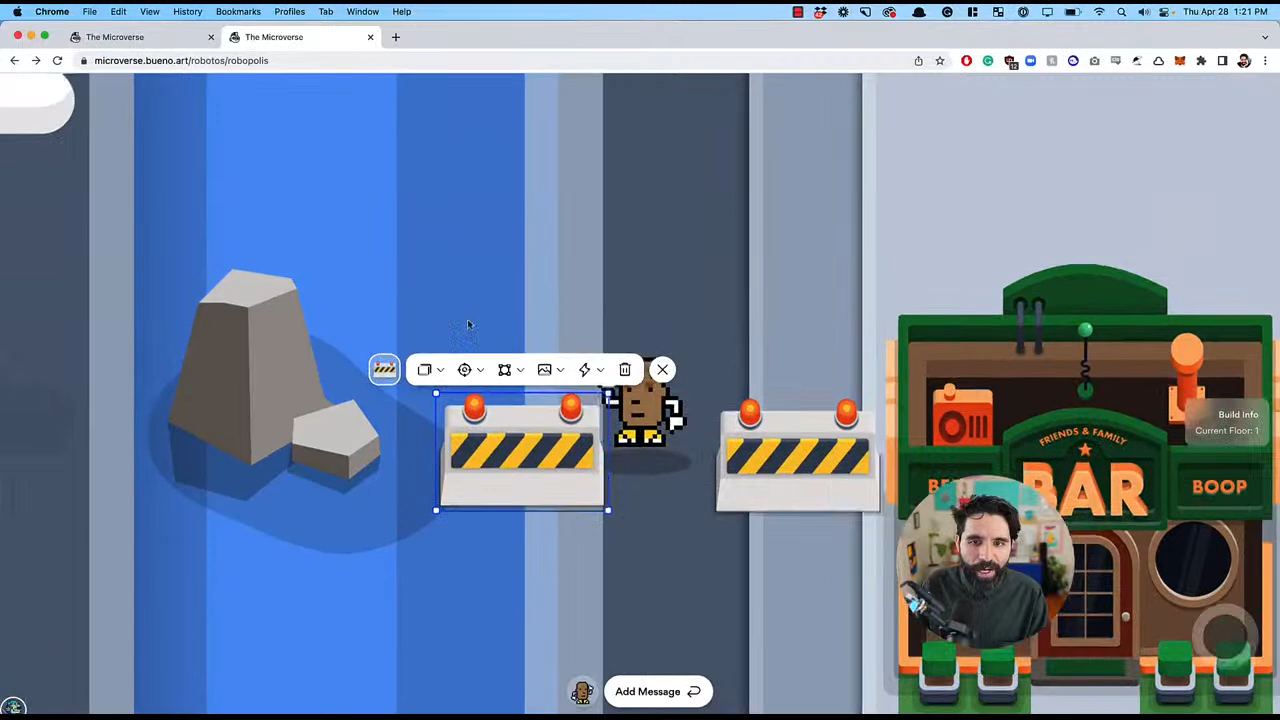 Chrome File Edit View History Bookmarks Profiles Tab Window Help
Thu Apr 28 1:21 PM
The Microverse
The Microverse
microverse.bueno.art/robotos/robopolis
12
Build Info
Current Floor: 1
FRIENDS & FAMILY
BAR
BOOP
Add Message